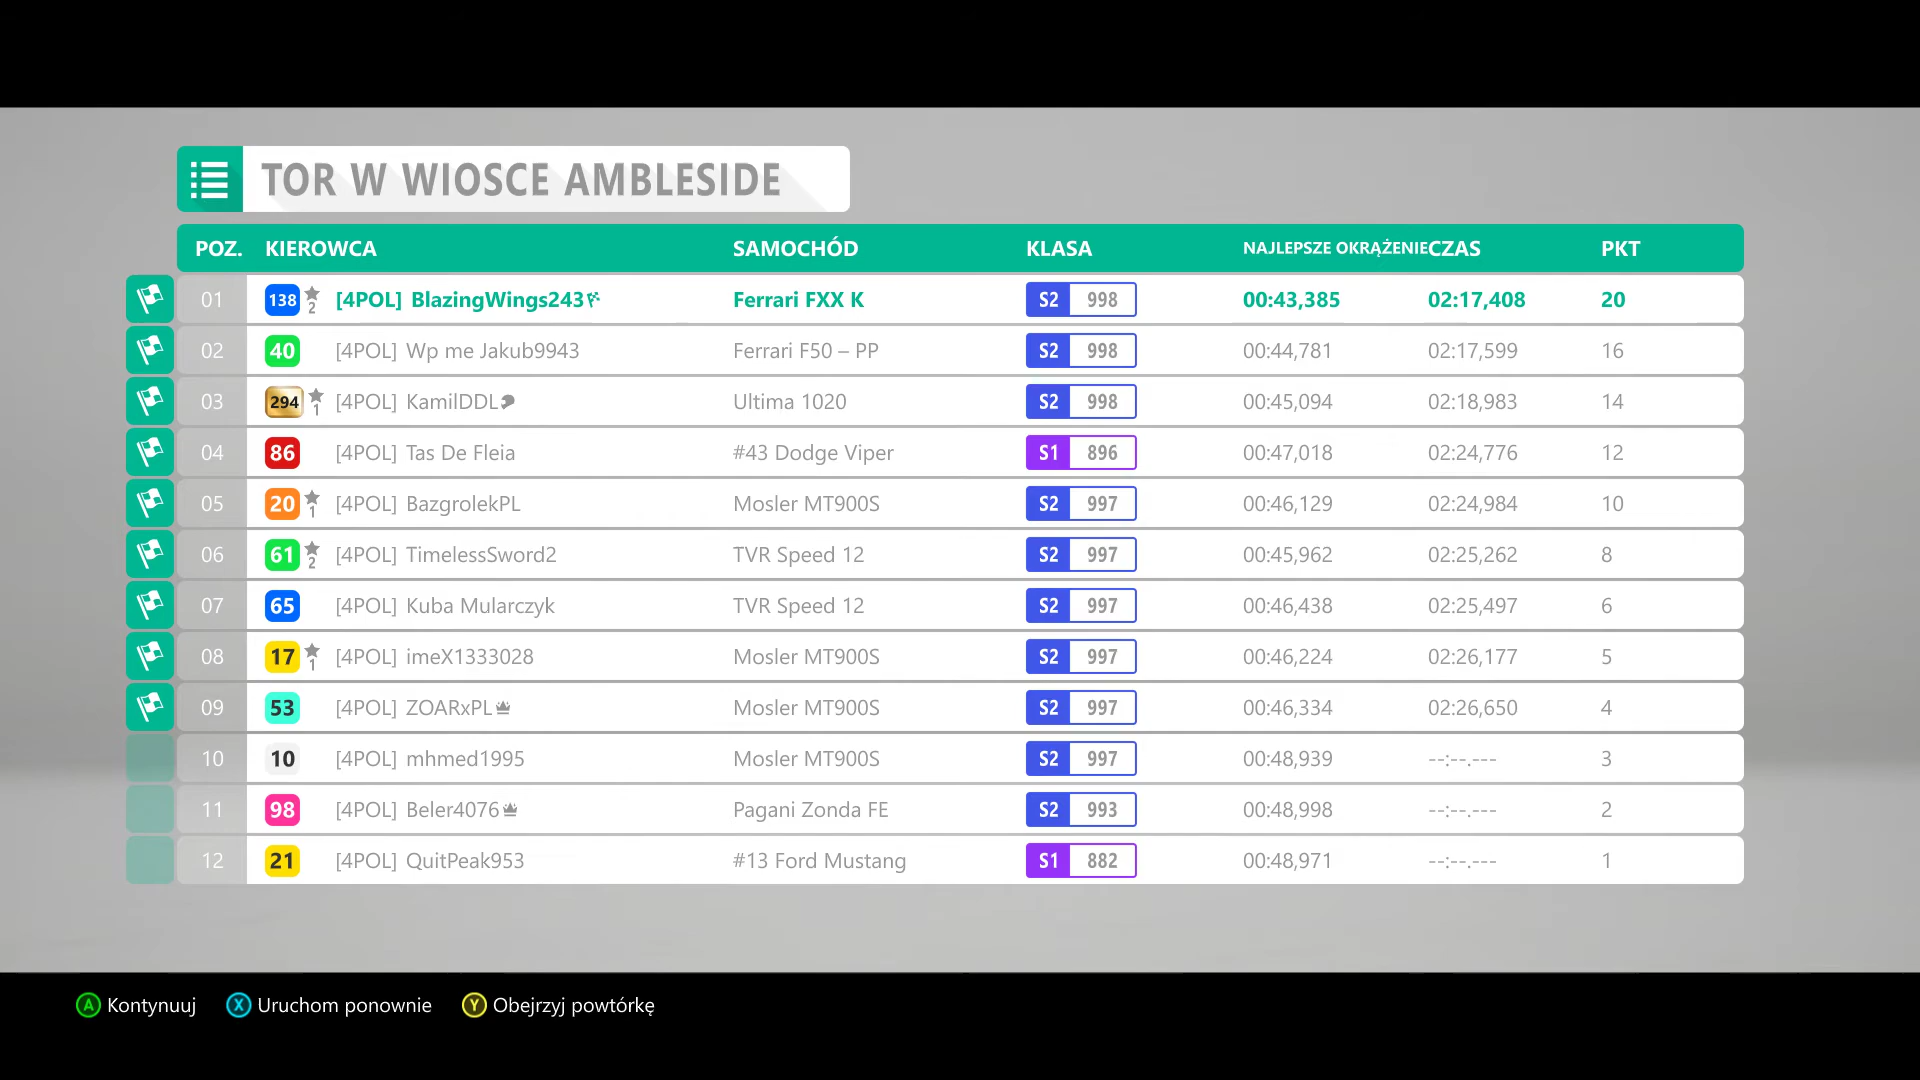 TOR W WIOSCE AMBLESIDE
POZ. KIEROWCA SAMOCHÓD KLASA NAJLEPSZE OKRĄŻENIE CZAS PKT
01 138 2 [4POL] BlazingWings243 Ferrari FXX K S2 998 00:43,385 02:17,408 20
02 40 [4POL] Wp me Jakub9943 Ferrari F50 – PP S2 998 00:44,781 02:17,599 16
03 294 1 [4POL] KamilDDL Ultima 1020 S2 998 00:45,094 02:18,983 14
04 86 [4POL] Tas De Fleia #43 Dodge Viper S1 896 00:47,018 02:24,776 12
05 20 1 [4POL] BazgrolekPL Mosler MT900S S2 997 00:46,129 02:24,984 10
06 61 2 [4POL] TimelessSword2 TVR Speed 12 S2 997 00:45,962 02:25,262 8
07 65 [4POL] Kuba Mularczyk TVR Speed 12 S2 997 00:46,438 02:25,497 6
08 17 1 [4POL] imeX1333028 Mosler MT900S S2 997 00:46,224 02:26,177 5
09 53 [4POL] ZOARxPL Mosler MT900S S2 997 00:46,334 02:26,650 4
10 10 [4POL] mhmed1995 Mosler MT900S S2 997 00:48,939 --:--.--- 3
11 98 [4POL] Beler4076 Pagani Zonda FE S2 993 00:48,998 --:--.--- 2
12 21 [4POL] QuitPeak953 #13 Ford Mustang S1 882 00:48,971 --:--.--- 1
A Kontynuuj X Uruchom ponownie Y Obejrzyj powtórkę